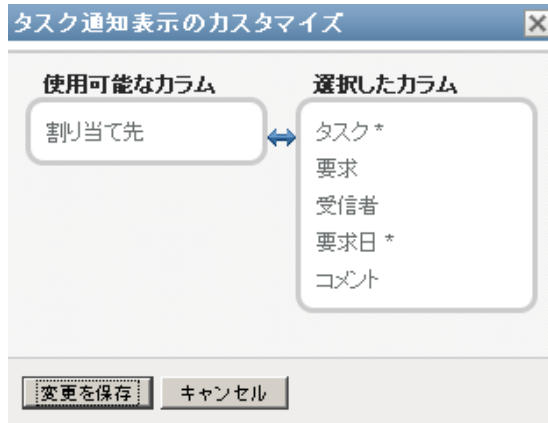 タスク通知表示のカスタマイズ
使用可能なカラム
割り当て先
選択したカラム
タスク *
要求
受信者
要求日 *
コメント
変更を保存 キャンセル